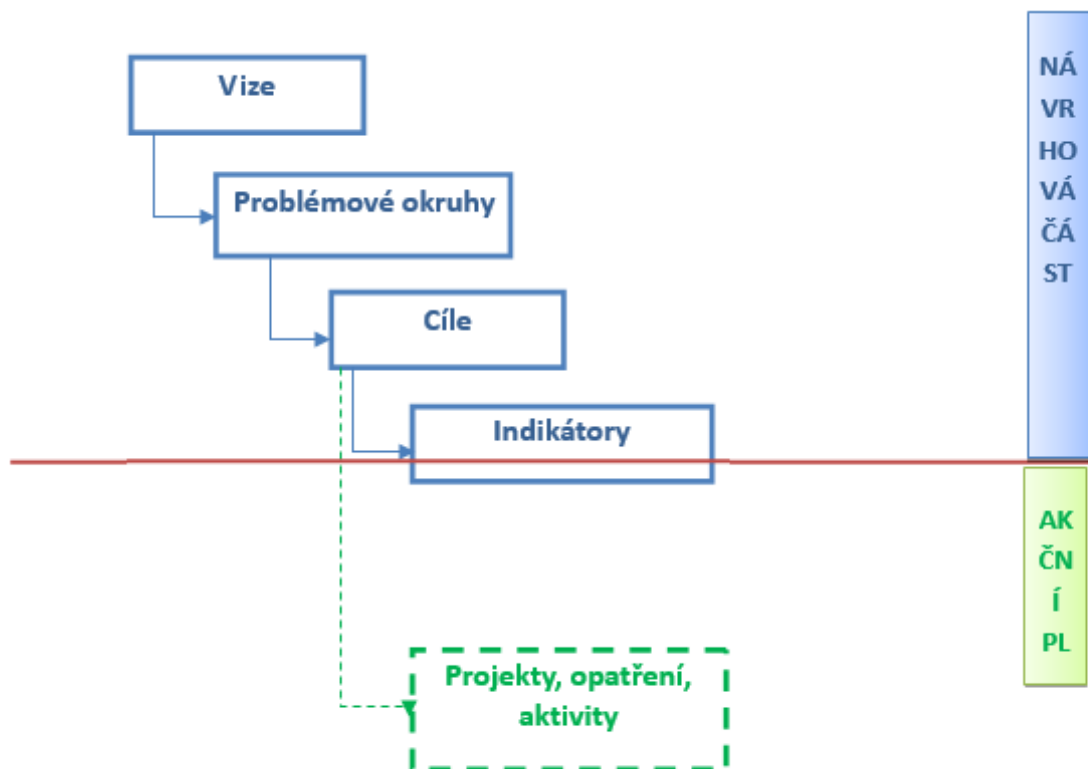 Vize
Problémové okruhy
Cíle
Indikátory
Projekty, opatření,
aktivity
NÁ
VR
HO
VÁ
ČÁ
ST
AK
ČN
Í
PL